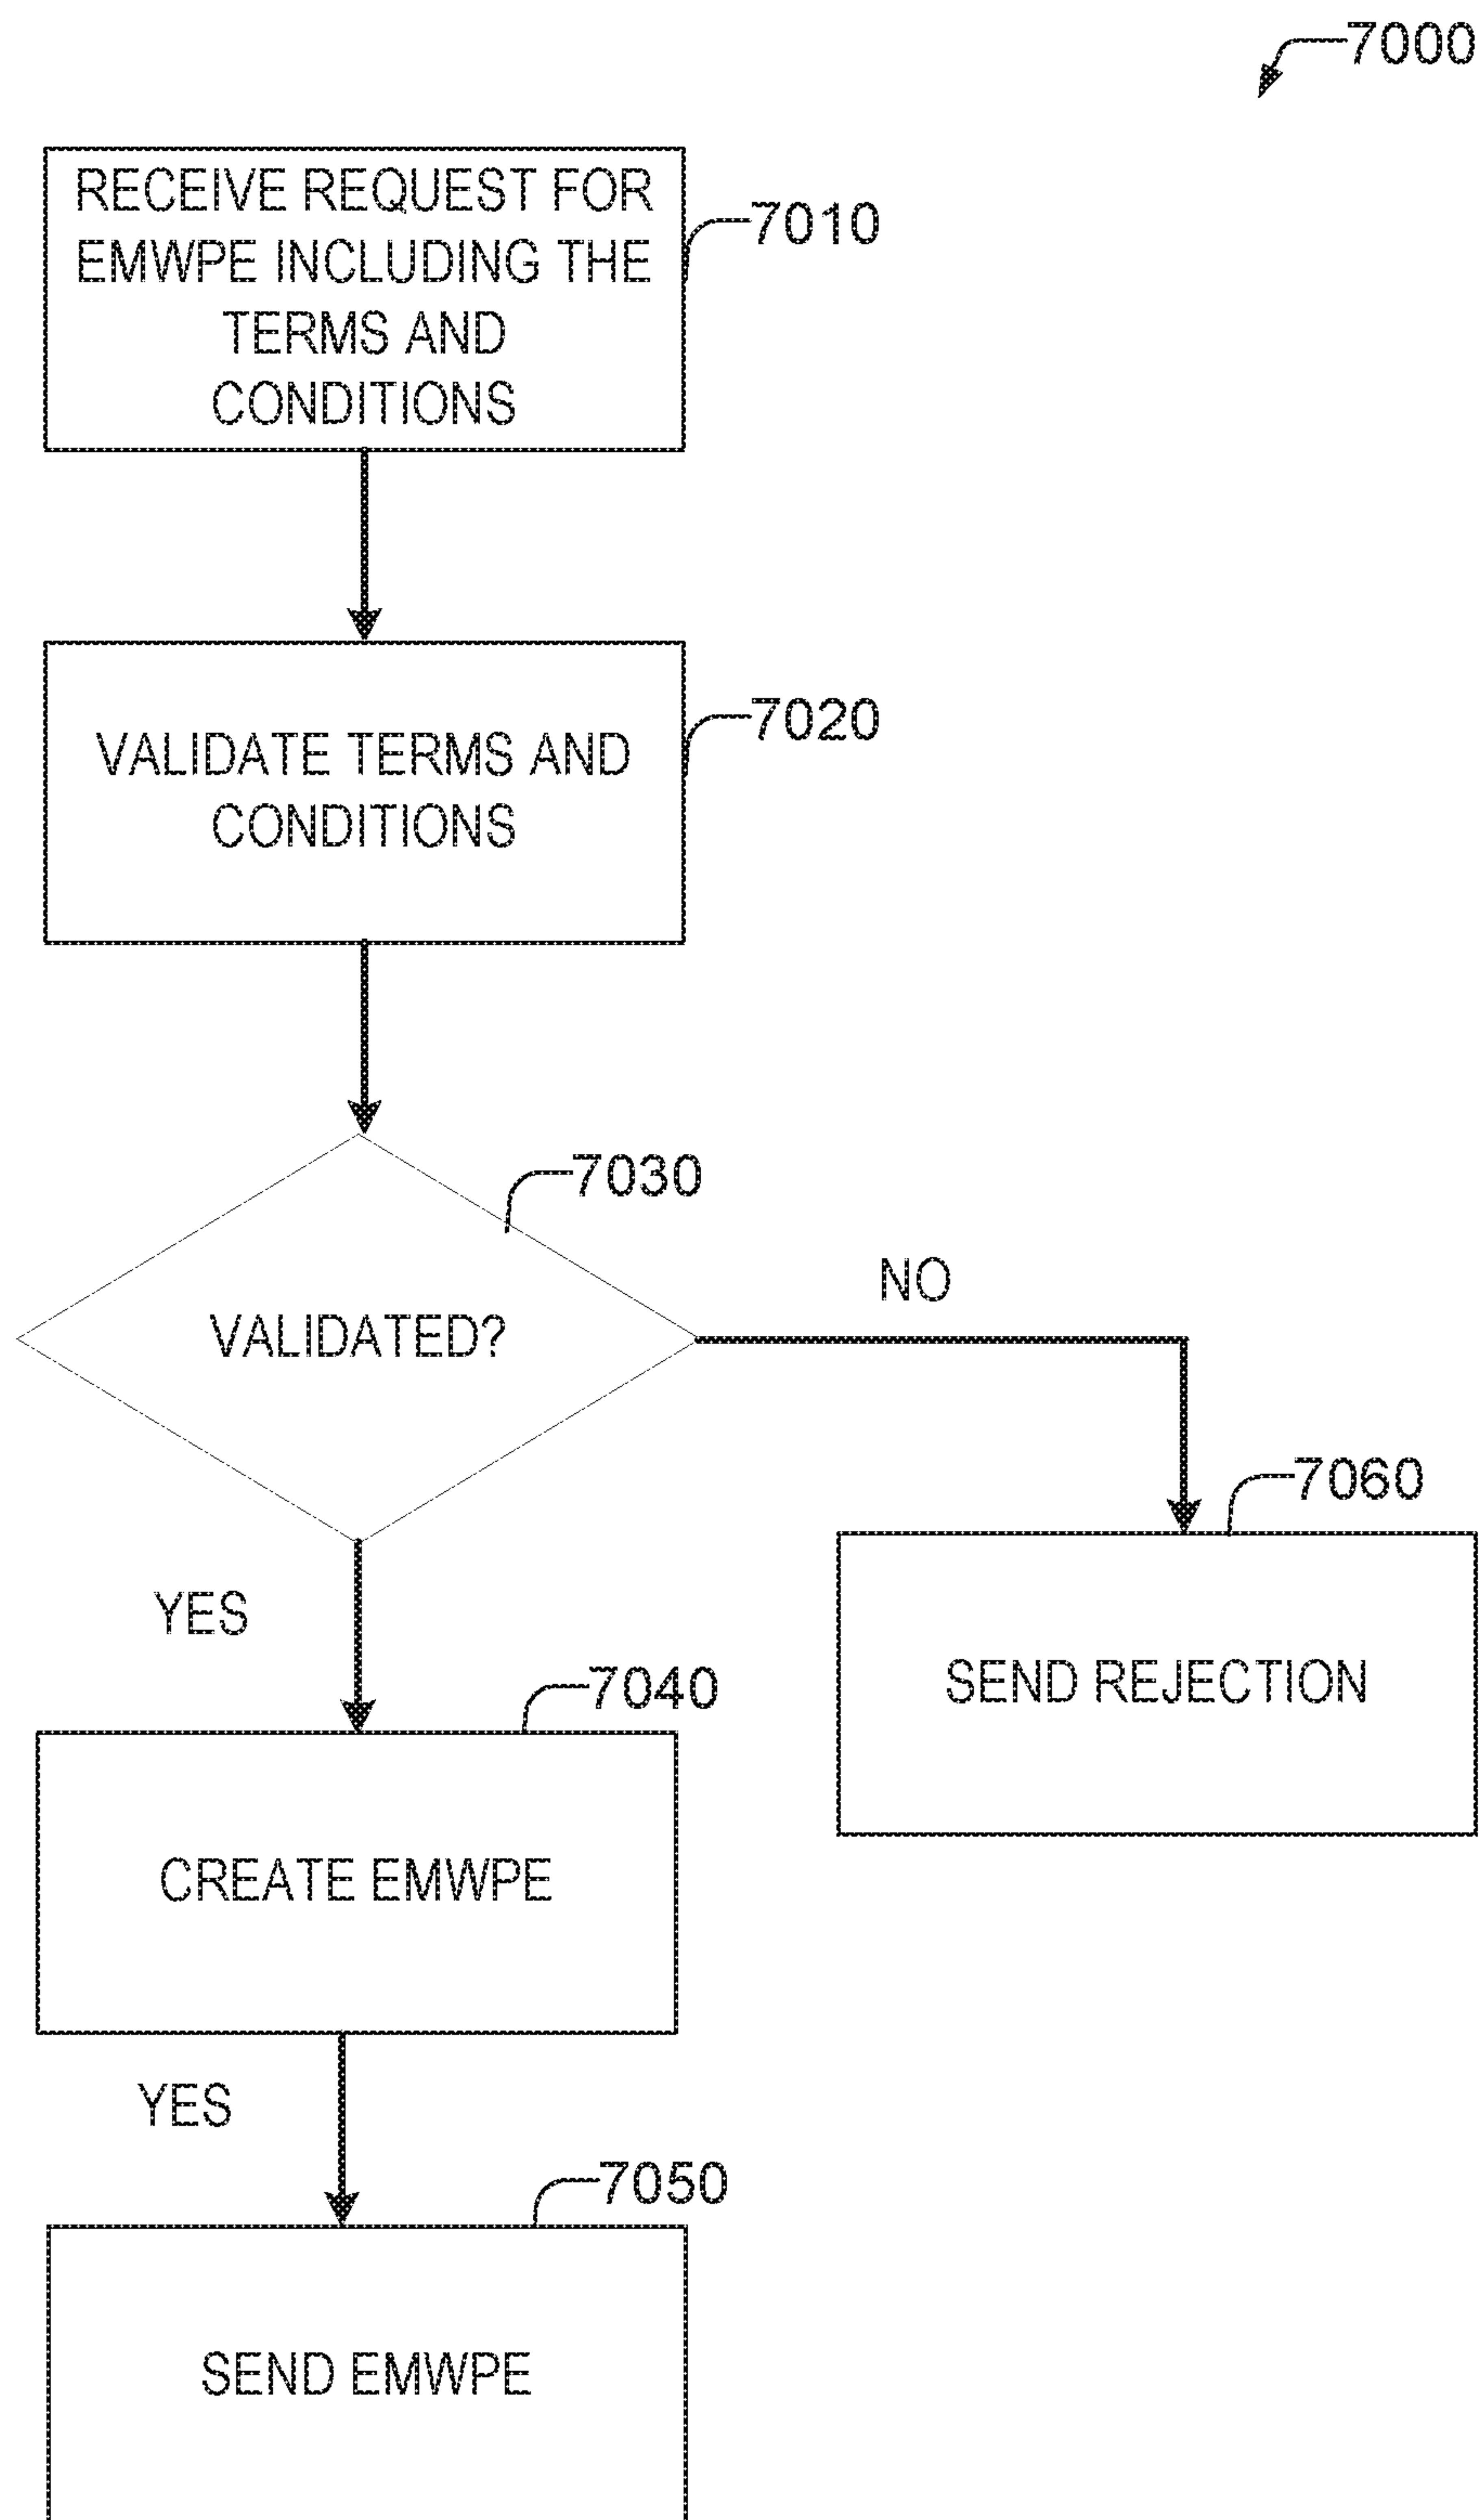 7000
RECEIVE REQUEST FOR
EMWPE INCLUDING THE
TERMS AND
CONDITIONS
7010
VALIDATE TERMS AND
CONDITIONS
7020
7030
VALIDATED?
NO
7060
SEND REJECTION
YES
7040
CREATE EMWPE
YES
7050
SEND EMWPE